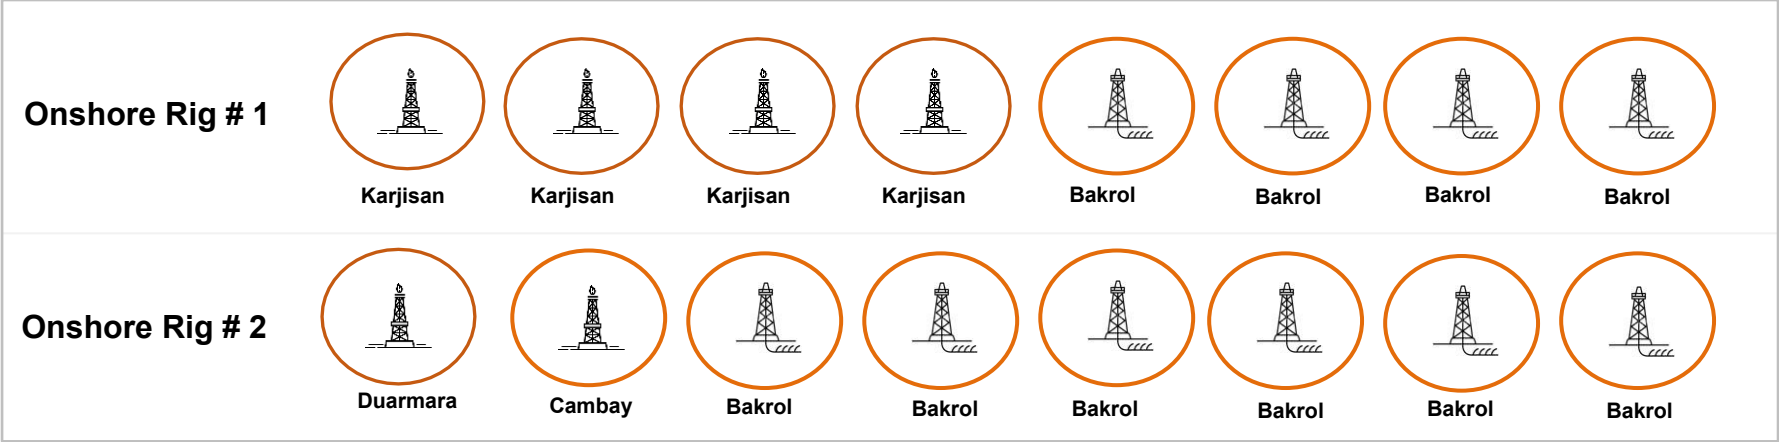 Onshore Rig # 1
Karjisan Karjisan Karjisan Karjisan Bakrol Bakrol Bakrol Bakrol
Onshore Rig # 2
Duarmara Cambay Bakrol Bakrol Bakrol Bakrol Bakrol Bakrol